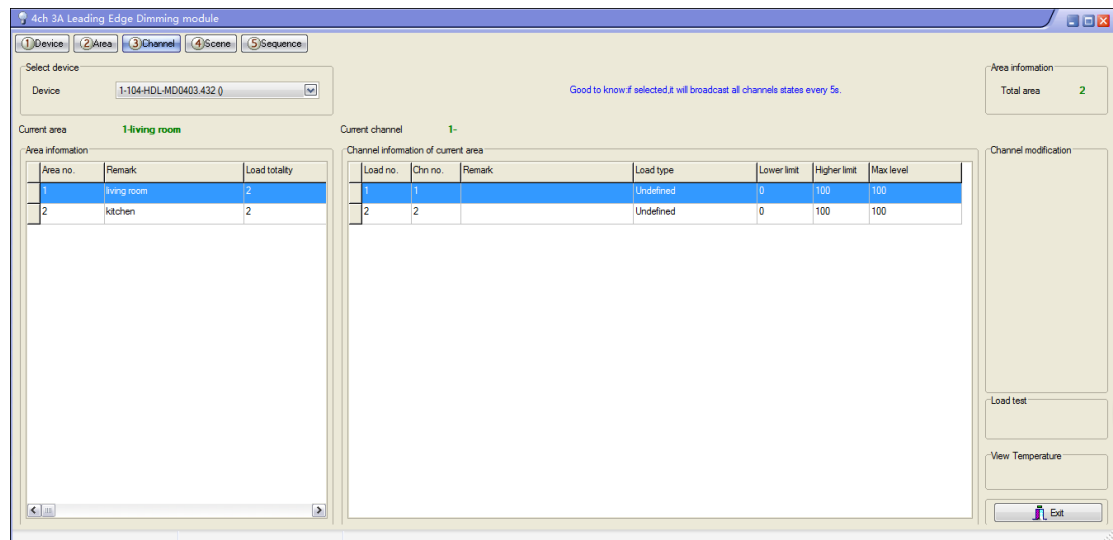 4ch 3A Leading Edge Dimming module
1Device 2Area 3Channel 4Scene 5Sequence
Select device
Device 1-104-HDL-MD0403.432 ()
Good to know:if selected,it will broadcast all channels states every 5s.
Area information
Total area 2
Current area 1-living room
Current channel 1-
Area information
Area no. Remark Load totality
1 living room 2
2 kitchen 2
Channel information of current area
Load no. Chn no. Remark Load type Lower limit Higher limit Max level
1 1 Undefined 0 100 100
2 2 Undefined 0 100 100
Channel modification
Load test
View Temperature
Exit